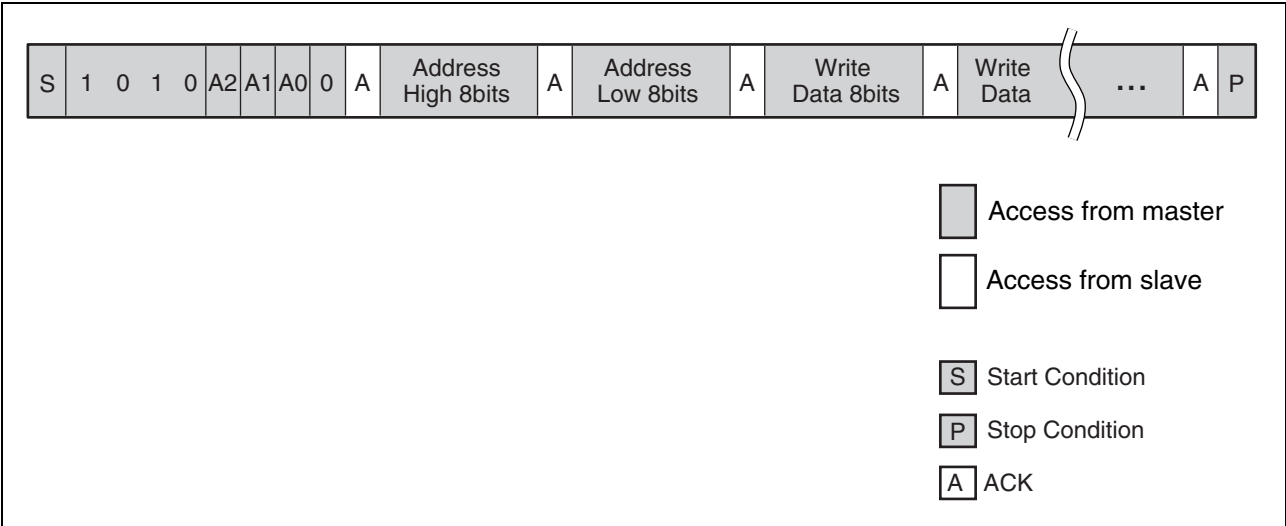 S 1 0 1 0 A2 A1 A0 0 A Address High 8bits A Address Low 8bits A Write Data 8bits A Write Data ... A P
Access from master
Access from slave
S Start Condition
P Stop Condition
A ACK